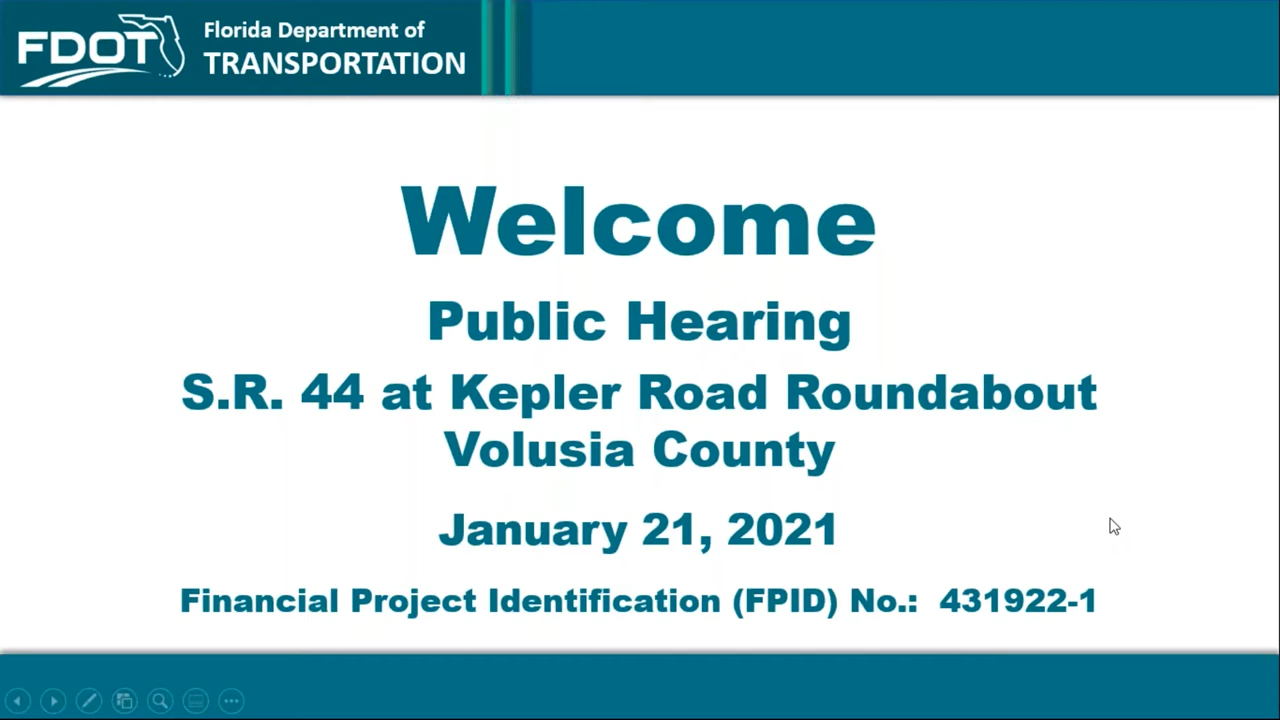 FDOT
Florida Department of
TRANSPORTATION
Welcome
Public Hearing
S.R. 44 at Kepler Road Roundabout
Volusia County
January 21, 2021
Financial Project Identification (FPID) No.: 431922-1